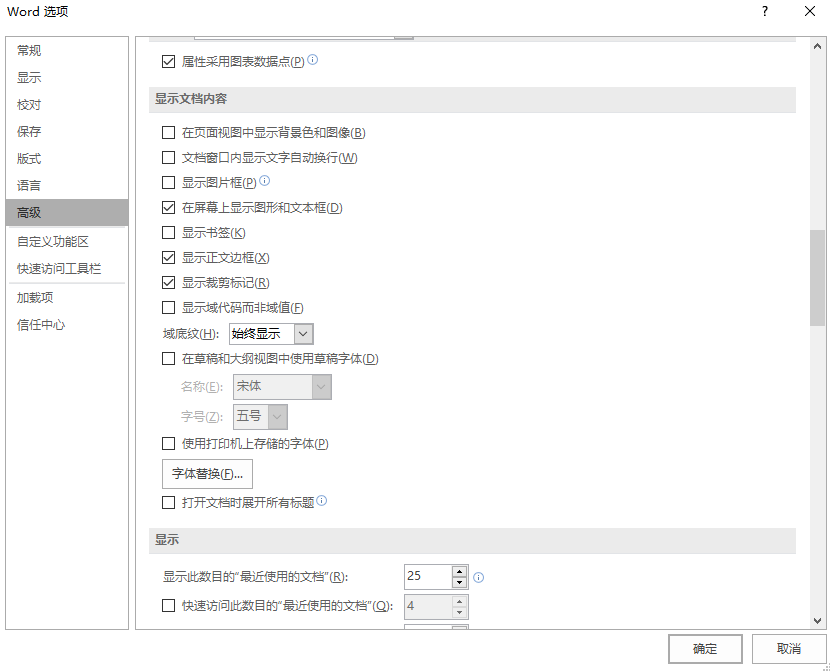 Word 选项
?
常规
显示
校对
保存
版式
语言
高级
自定义功能区
快速访问工具栏
加载项
信任中心
属性采用图表数据点(P)
显示文档内容
在页面视图中显示背景色和图像(B)
文档窗口内显示文字自动换行(W)
显示图片框(P)
在屏幕上显示图形和文本框(D)
显示书签(K)
显示正文边框(X)
显示裁剪标记(R)
显示域代码而非域值(F)
域底纹(H): 始终显示
在草稿和大纲视图中使用草稿字体(D)
名称(E): 宋体
字号(Z): 五号
使用打印机上存储的字体(P)
字体替换(F)...
打开文档时展开所有标题
显示
显示此数目的“最近使用的文档”(R): 25
快速访问此数目的“最近使用的文档”(Q): 4
确定 取消